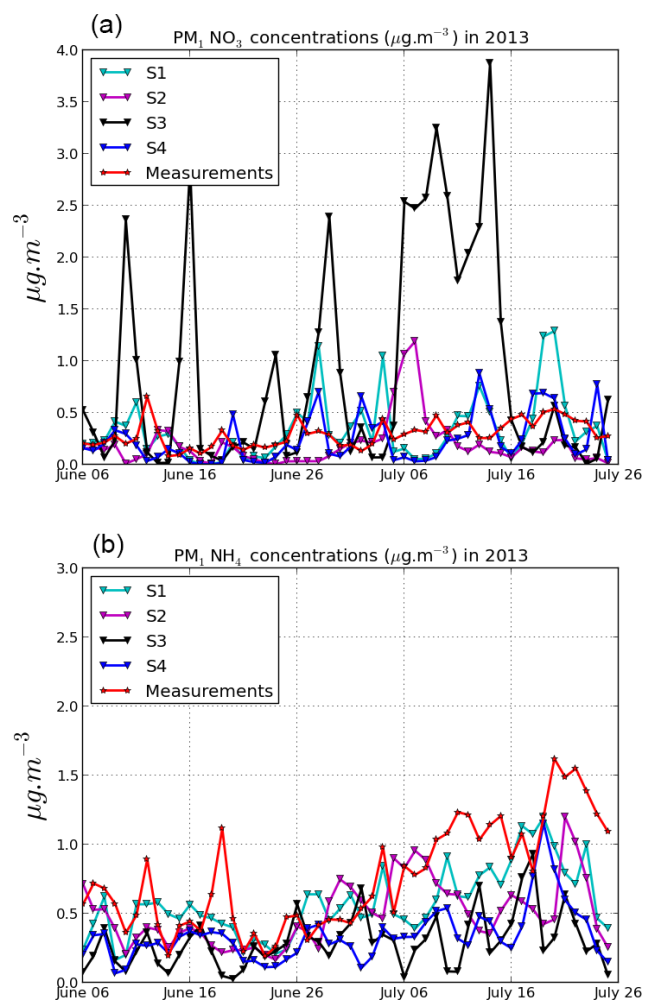 (a)
PM₁ NO₃ concentrations (μg.m⁻³) in 2013
4.0
3.5
3.0
2.5
2.0
1.5
1.0
0.5
0.0
μg.m⁻³
S1
S2
S3
S4
Measurements
June 06 June 16 June 26 July 06 July 16 July 26
(b)
PM₁ NH₄ concentrations (μg.m⁻³) in 2013
3.0
2.5
2.0
1.5
1.0
0.5
0.0
μg.m⁻³
S1
S2
S3
S4
Measurements
June 06 June 16 June 26 July 06 July 16 July 26